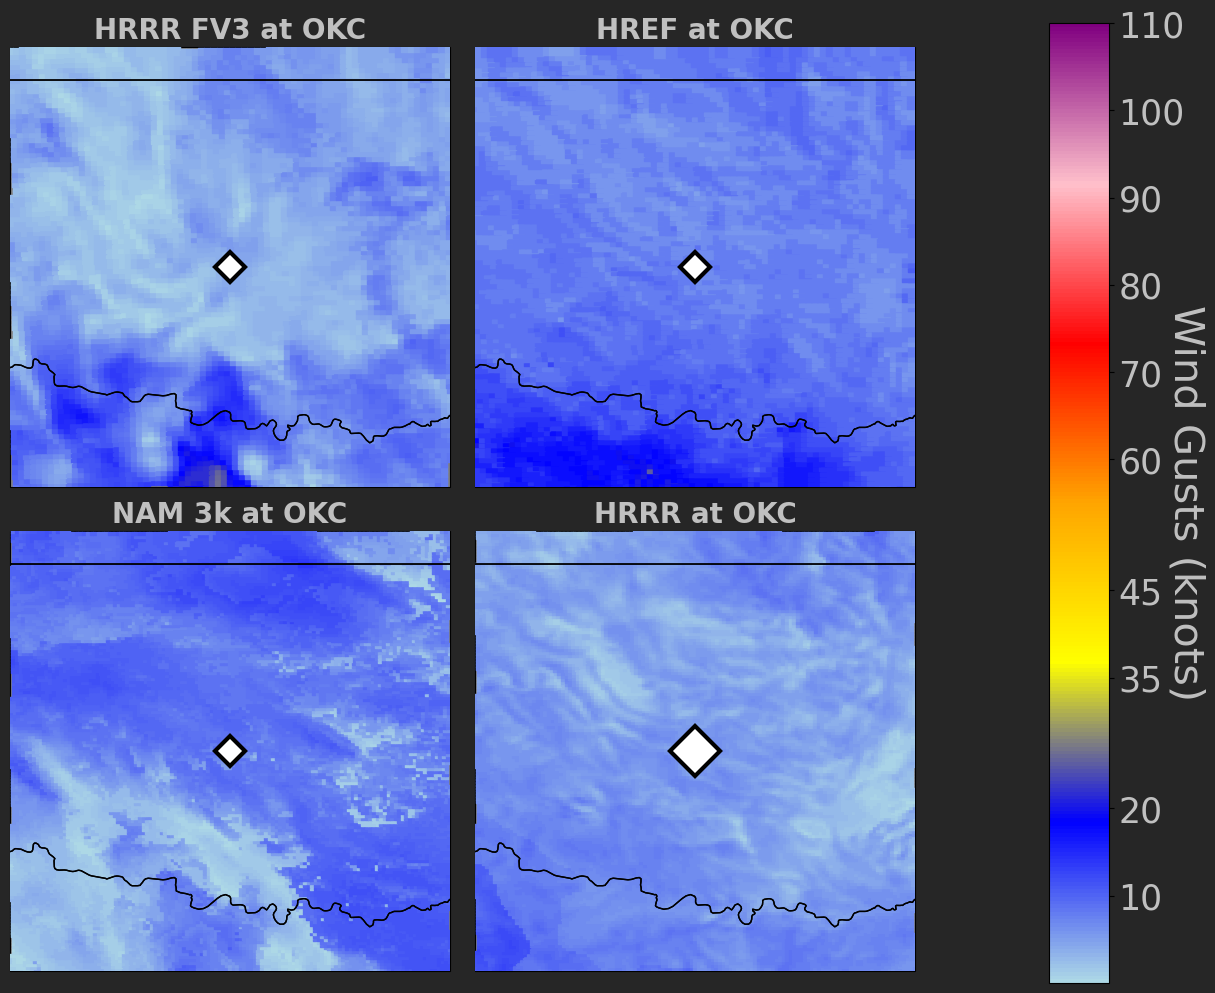 HRRR FV3 at OKC
HREF at OKC
NAM 3k at OKC
HRRR at OKC
110
100
90
80
70
60
45
35
20
10
Wind Gusts (knots)